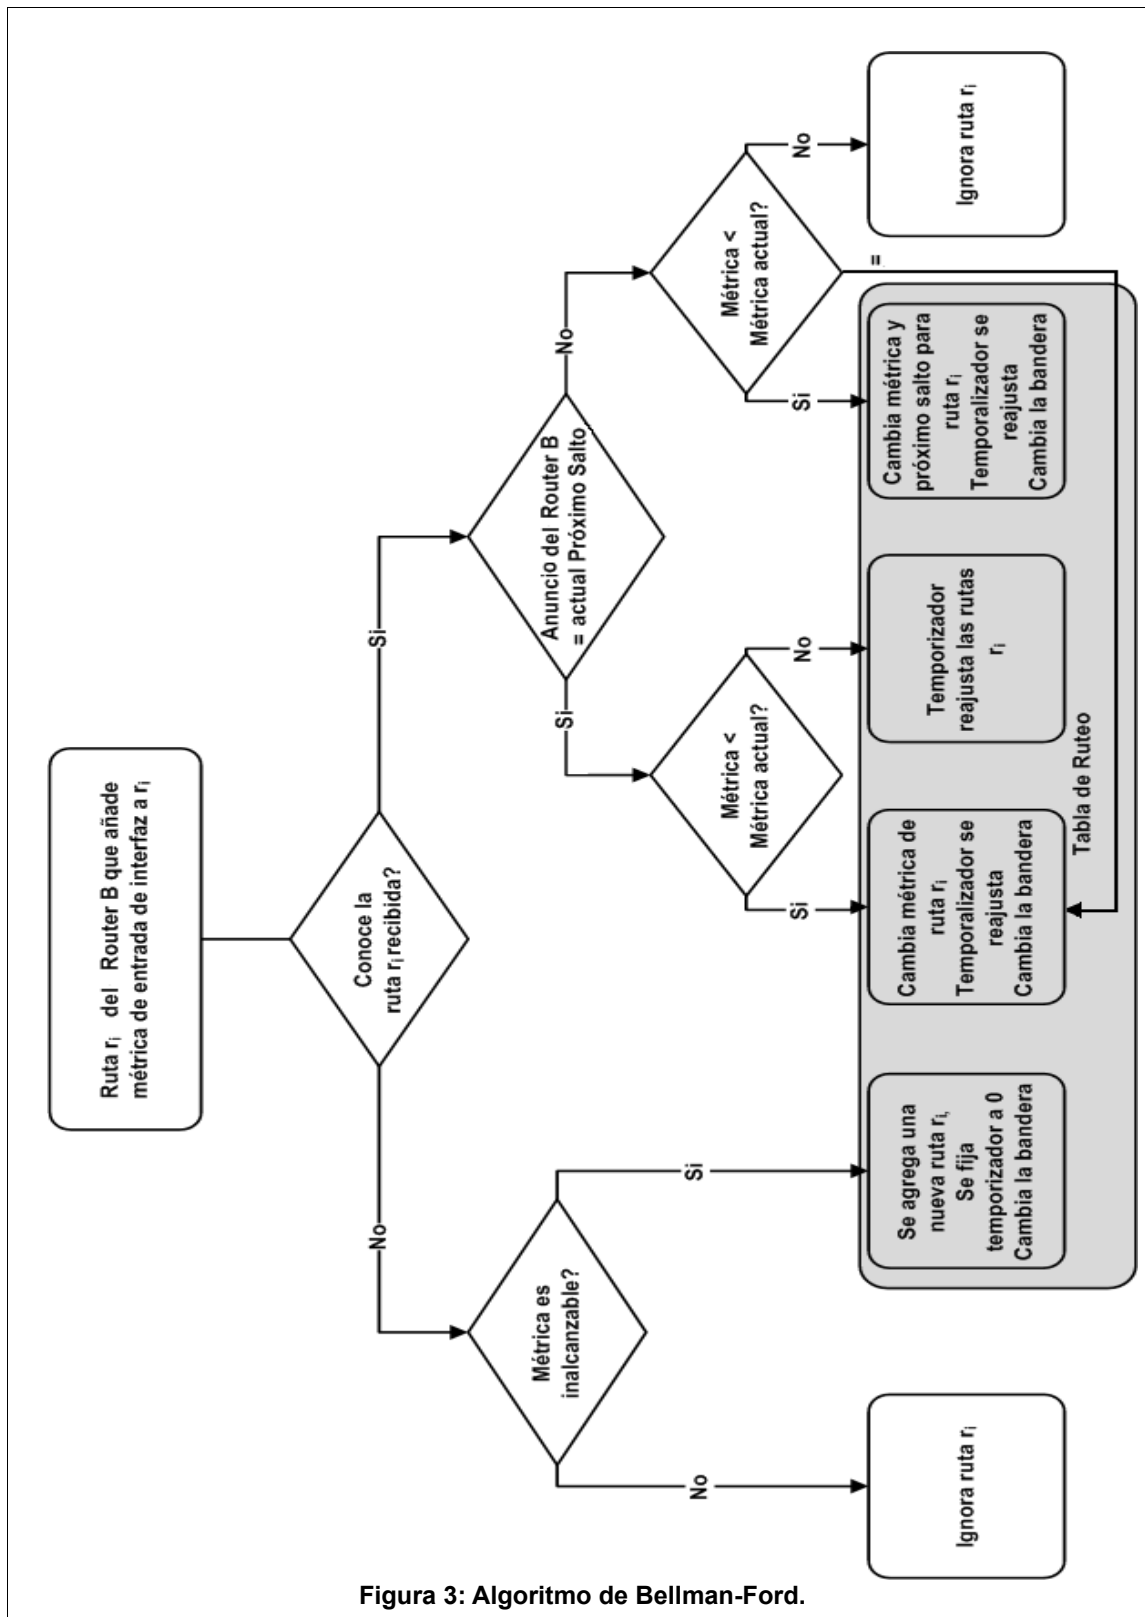 Ruta ri del Router B que añade
métrica de entrada de interfaz a ri
Conoce la
ruta ri recibida?
No
Si
Métrica es
inalcanzable?
Anuncio del Router B
= actual Próximo Salto
No
Si
Si
No
Métrica <
Métrica actual?
Métrica <
Métrica actual?
Si
No
Si
No
=
Ignora ruta ri
Se agrega una
nueva ruta ri,
Se fija
temporizador a 0
Cambia la bandera
Cambia métrica de
ruta ri
Temporalizador se
reajusta
Cambia la bandera
Temporizador
reajusta las rutas
ri
Cambia métrica y
próximo salto para
ruta ri
Temporalizador se
reajusta
Cambia la bandera
Ignora ruta ri
Tabla de Ruteo
Figura 3: Algoritmo de Bellman-Ford.